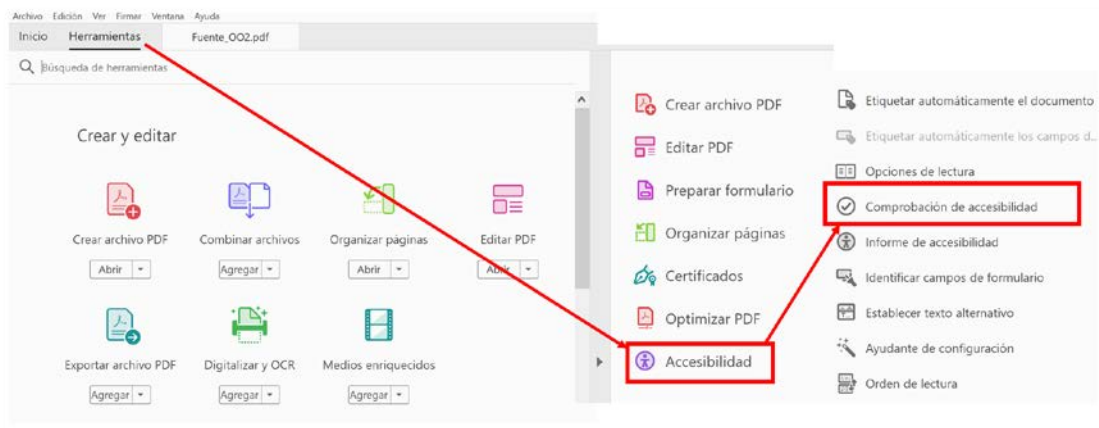 Archivo Edición Ver Firmar Ventana Ayuda
Inicio Herramientas Fuente_OO2.pdf
Búsqueda de herramientas
Crear y editar
Crear archivo PDF Combinar archivos Organizar páginas Editar PDF
Abrir Agregar Abrir Abrir
Exportar archivo PDF Digitalizar y OCR Medios enriquecidos
Agregar Agregar Agregar
Crear archivo PDF
Editar PDF
Preparar formulario
Organizar páginas
Certificados
Optimizar PDF
Accesibilidad
Etiquetar automáticamente el documento
Etiquetar automáticamente los campos d...
Opciones de lectura
Comprobación de accesibilidad
Informe de accesibilidad
Identificar campos de formulario
Establecer texto alternativo
Ayudante de configuración
Orden de lectura